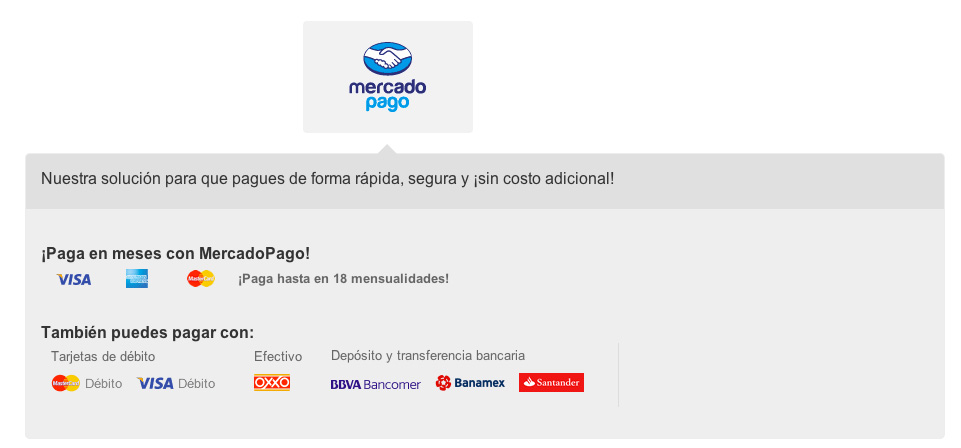 mercado
pago
Nuestra solución para que pagues de forma rápida, segura y ¡sin costo adicional!
¡Paga en meses con MercadoPago!
VISA MasterCard ¡Paga hasta en 18 mensualidades!
También puedes pagar con:
Tarjetas de débito Efectivo Depósito y transferencia bancaria
MasterCard Débito VISA Débito OXXO BBVA Bancomer Banamex Santander